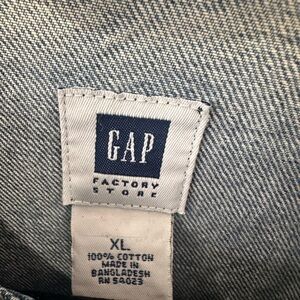 GAP
FACTORY
STORE
XL
100% COTTON
MADE IN
BANGLADESH
RN 54023